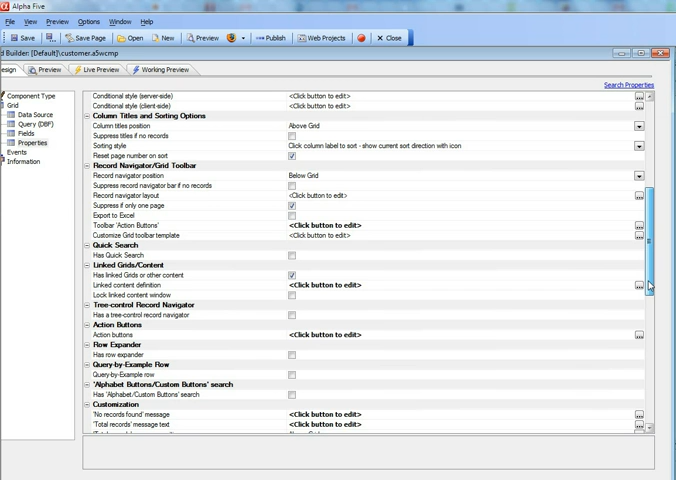 Alpha Five
File View Preview Options Window Help
Save Save Page Open New Preview Publish Web Projects Close
d Builder: [Default]\customer.a5wcmp
esign Preview Live Preview Working Preview
Search Properties
Component Type
Grid
Data Source
Query (DBF)
Fields
Properties
Events
Information
Conditional style (server-side) <Click button to edit>
Conditional style (client-side) <Click button to edit>
Column Titles and Sorting Options
Column titles position Above Grid
Suppress titles if no records
Sorting style Click column label to sort - show current sort direction with icon
Reset page number on sort
Record Navigator/Grid Toolbar
Record navigator position Below Grid
Suppress record navigator bar if no records
Record navigator layout <Click button to edit>
Suppress if only one page
Export to Excel
Toolbar 'Action Buttons' <Click button to edit>
Customize Grid toolbar template <Click button to edit>
Quick Search
Has Quick Search
Linked Grids/Content
Has linked Grids or other content
Linked content definition <Click button to edit>
Lock linked content window
Tree-control Record Navigator
Has a tree-control record navigator
Action Buttons
Action buttons <Click button to edit>
Row Expander
Has row expander
Query-by-Example Row
Query-by-Example row
'Alphabet Buttons/Custom Buttons' search
Has 'Alphabet/Custom Buttons' search
Customization
'No records found' message <Click button to edit>
'Total records' message text <Click button to edit>